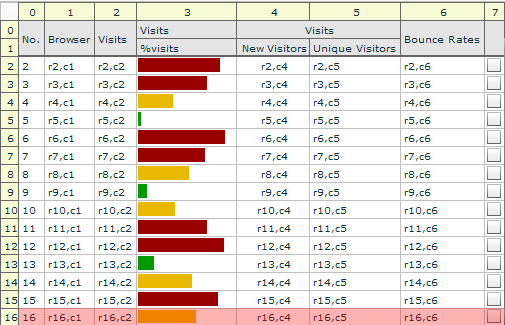 0 1 2 3 4 5 6 7
0 No. Browser Visits Visits Visits Bounce Rates
1 %visits New Visitors Unique Visitors
2 2 r2,c1 r2,c2 r2,c4 r2,c5 r2,c6
3 3 r3,c1 r3,c2 r3,c4 r3,c5 r3,c6
4 4 r4,c1 r4,c2 r4,c4 r4,c5 r4,c6
5 5 r5,c1 r5,c2 r5,c4 r5,c5 r5,c6
6 6 r6,c1 r6,c2 r6,c4 r6,c5 r6,c6
7 7 r7,c1 r7,c2 r7,c4 r7,c5 r7,c6
8 8 r8,c1 r8,c2 r8,c4 r8,c5 r8,c6
9 9 r9,c1 r9,c2 r9,c4 r9,c5 r9,c6
10 10 r10,c1 r10,c2 r10,c4 r10,c5 r10,c6
11 11 r11,c1 r11,c2 r11,c4 r11,c5 r11,c6
12 12 r12,c1 r12,c2 r12,c4 r12,c5 r12,c6
13 13 r13,c1 r13,c2 r13,c4 r13,c5 r13,c6
14 14 r14,c1 r14,c2 r14,c4 r14,c5 r14,c6
15 15 r15,c1 r15,c2 r15,c4 r15,c5 r15,c6
16 16 r16,c1 r16,c2 r16,c4 r16,c5 r16,c6